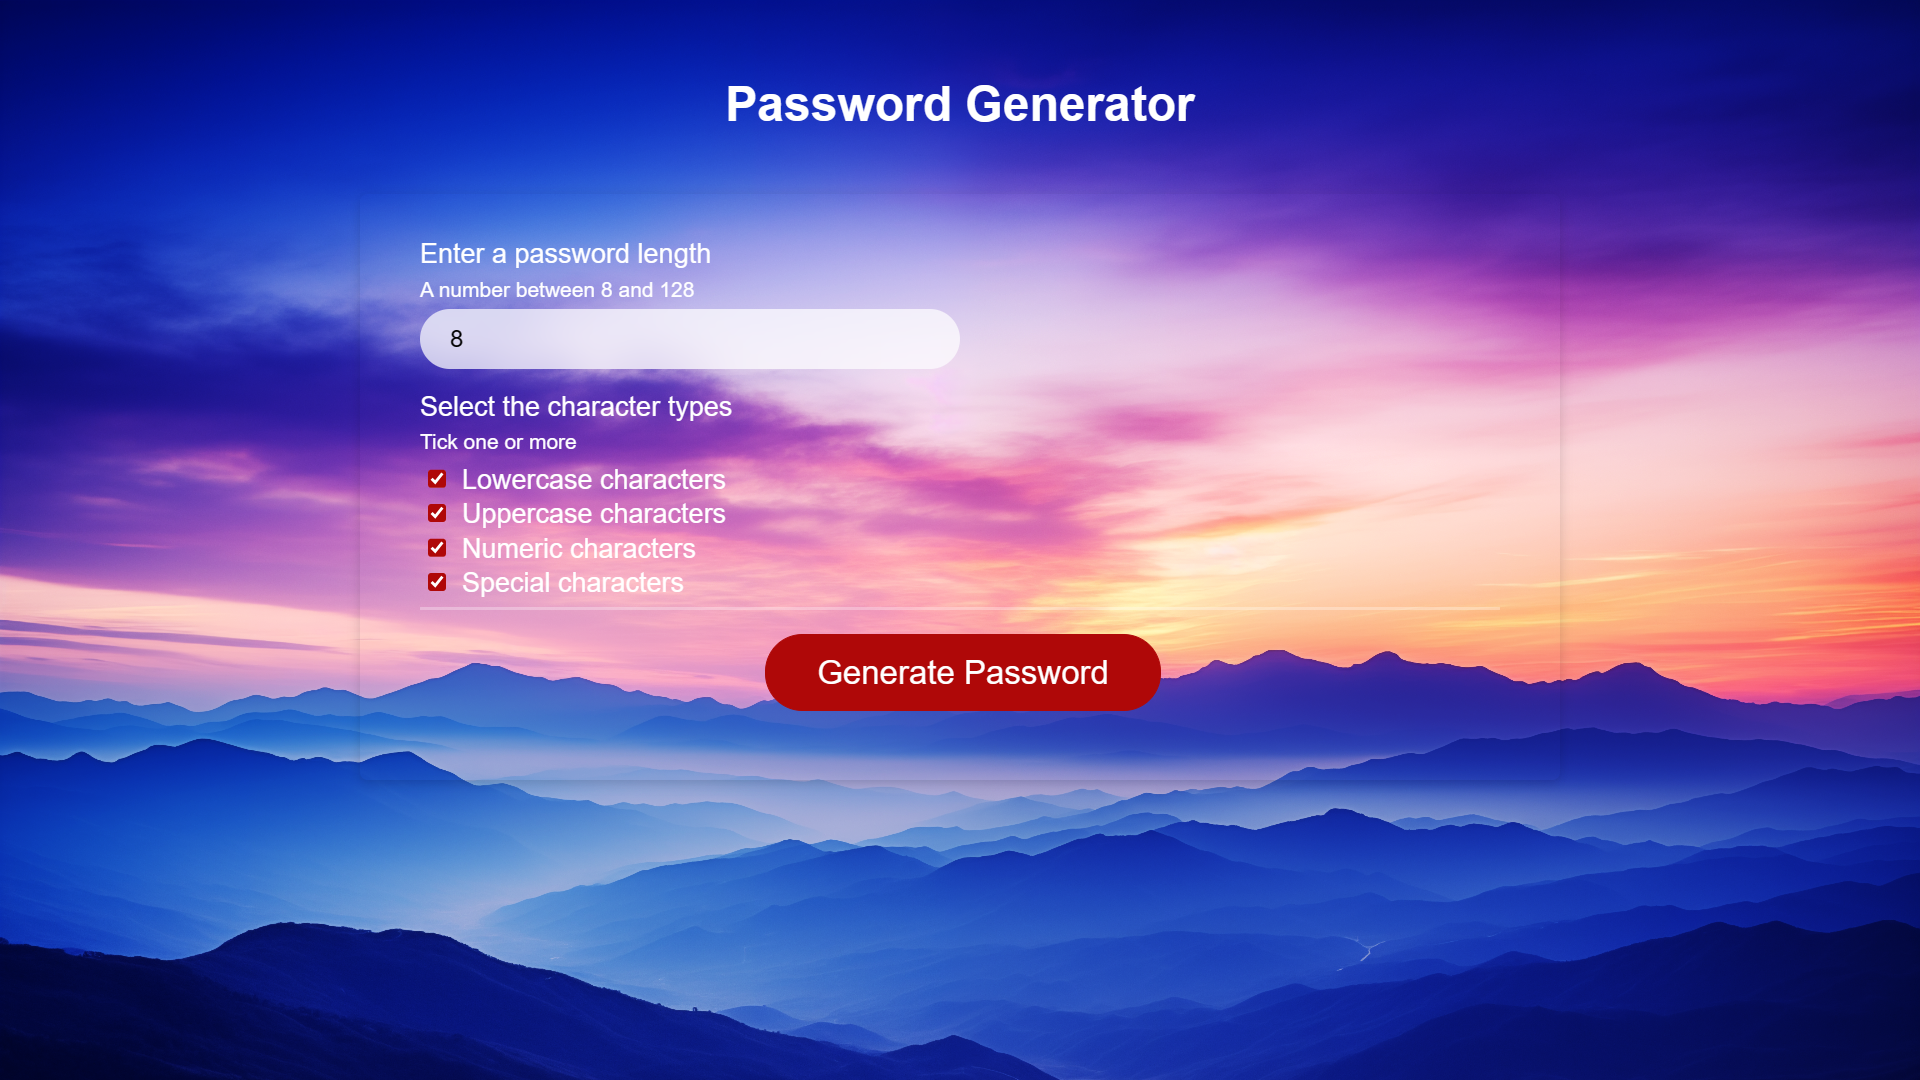 Password Generator
Enter a password length
A number between 8 and 128
8
Select the character types
Tick one or more
Lowercase characters
Uppercase characters
Numeric characters
Special characters
Generate Password